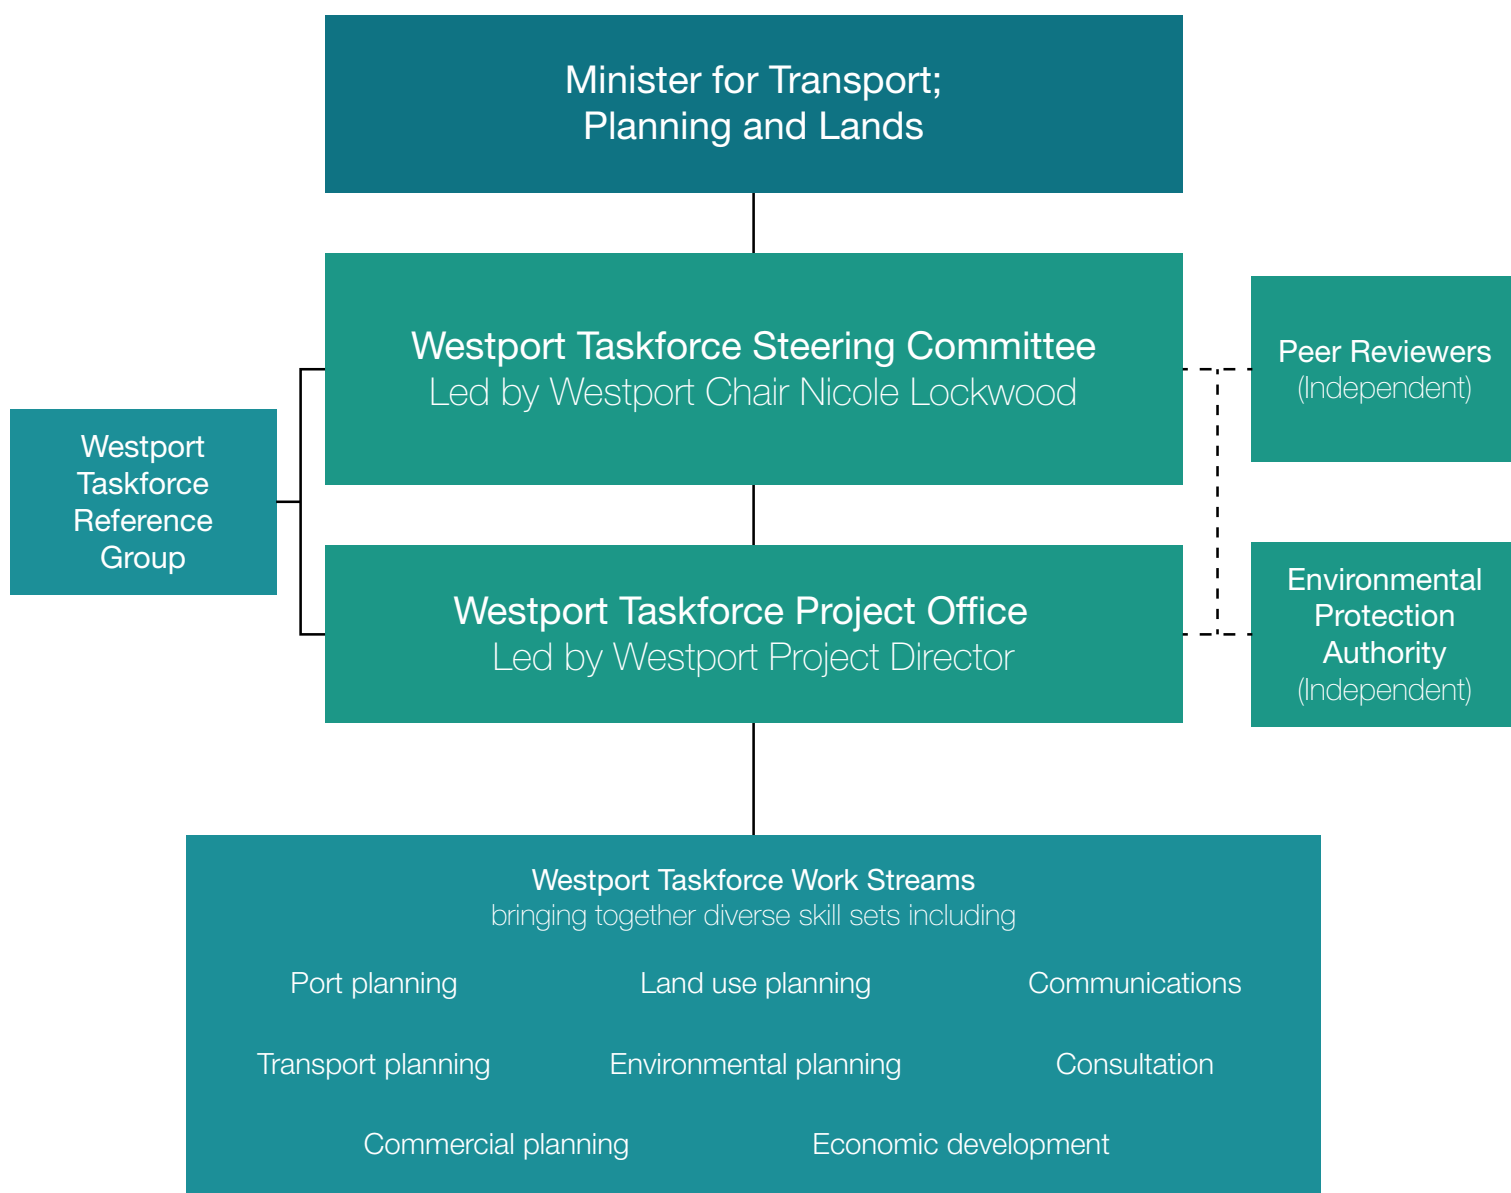 Minister for Transport;
Planning and Lands
Westport Taskforce Steering Committee
Led by Westport Chair Nicole Lockwood
Peer Reviewers
(Independent)
Westport
Taskforce
Reference
Group
Westport Taskforce Project Office
Led by Westport Project Director
Environmental
Protection
Authority
(Independent)
Westport Taskforce Work Streams
bringing together diverse skill sets including
Port planning
Land use planning
Communications
Transport planning
Environmental planning
Consultation
Commercial planning
Economic development